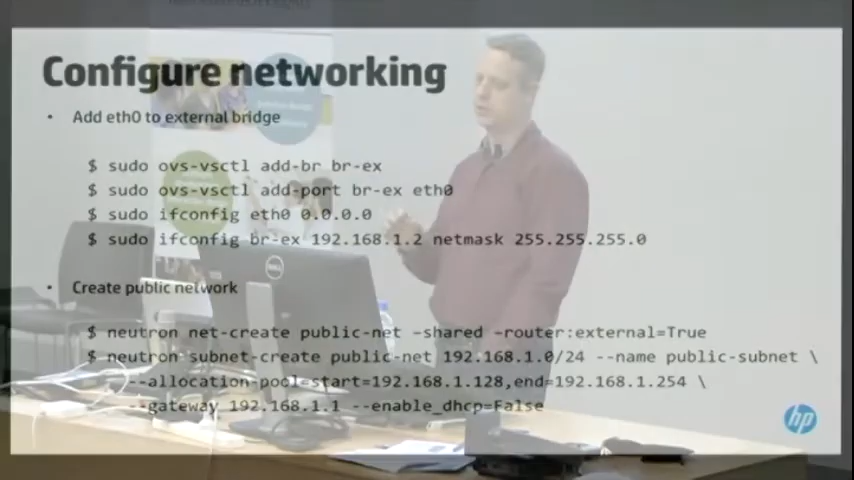 Configure networking
• Add eth0 to external bridge
$ sudo ovs-vsctl add-br br-ex
$ sudo ovs-vsctl add-port br-ex eth0
$ sudo ifconfig eth0 0.0.0.0
$ sudo ifconfig br-ex 192.168.1.2 netmask 255.255.255.0
• Create public network
$ neutron net-create public-net –shared –router:external=True
$ neutron subnet-create public-net 192.168.1.0/24 --name public-subnet \
--allocation-pool start=192.168.1.128,end=192.168.1.254 \
--gateway 192.168.1.1 --enable_dhcp=False
hp
DELL